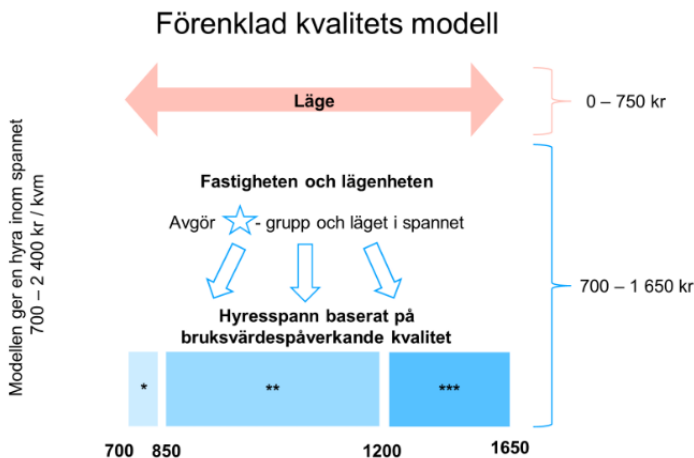 Förenklad kvalitets modell
Läge
0 – 750 kr
Modellen ger en hyra inom spannet
700 – 2 400 kr / kvm
Fastigheten och lägenheten
Avgör - grupp och läget i spannet
700 – 1 650 kr
Hyresspann baserat på
bruksvärdespåverkande kvalitet
* ** ***
700 850 1200 1650